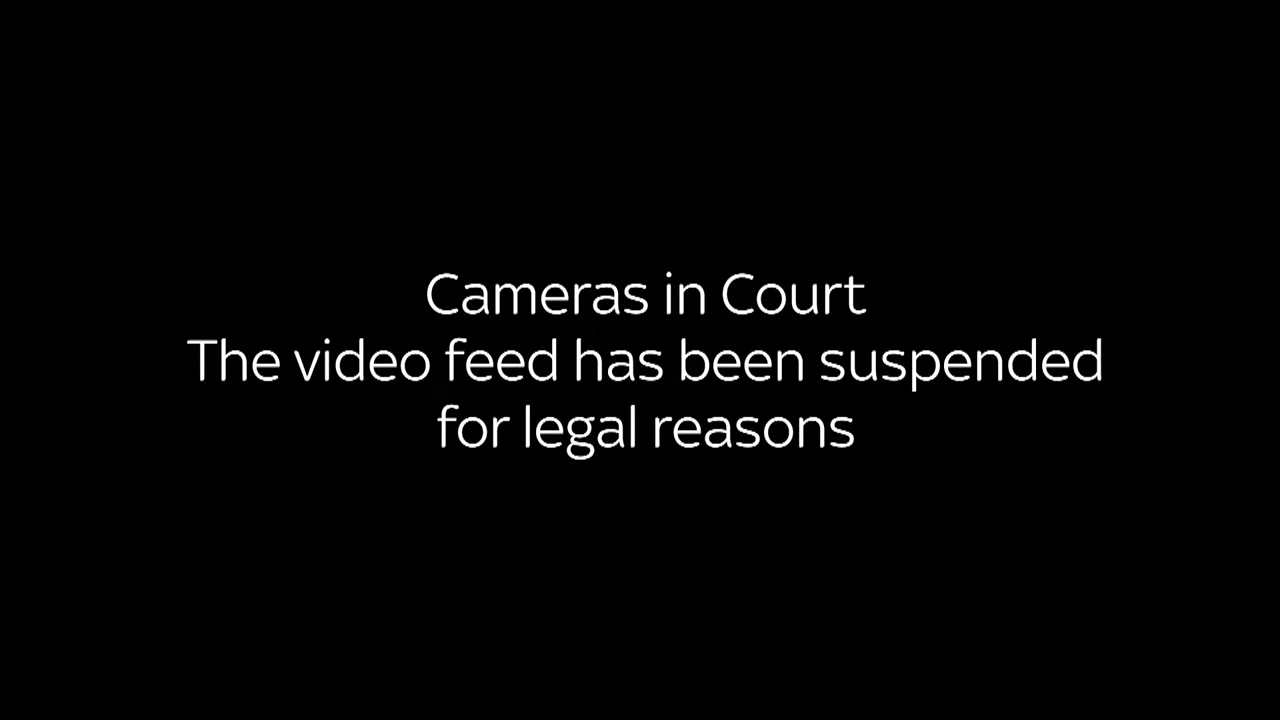 Cameras in Court
The video feed has been suspended
for legal reasons